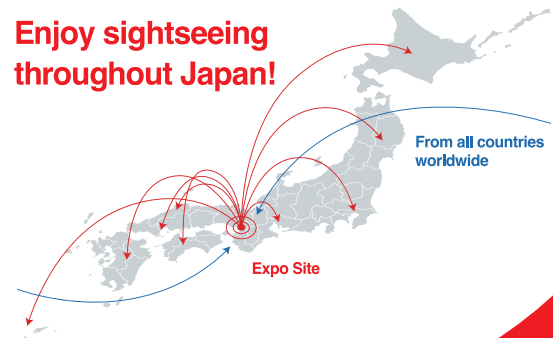 Enjoy sightseeing
throughout Japan!
From all countries
worldwide
Expo Site